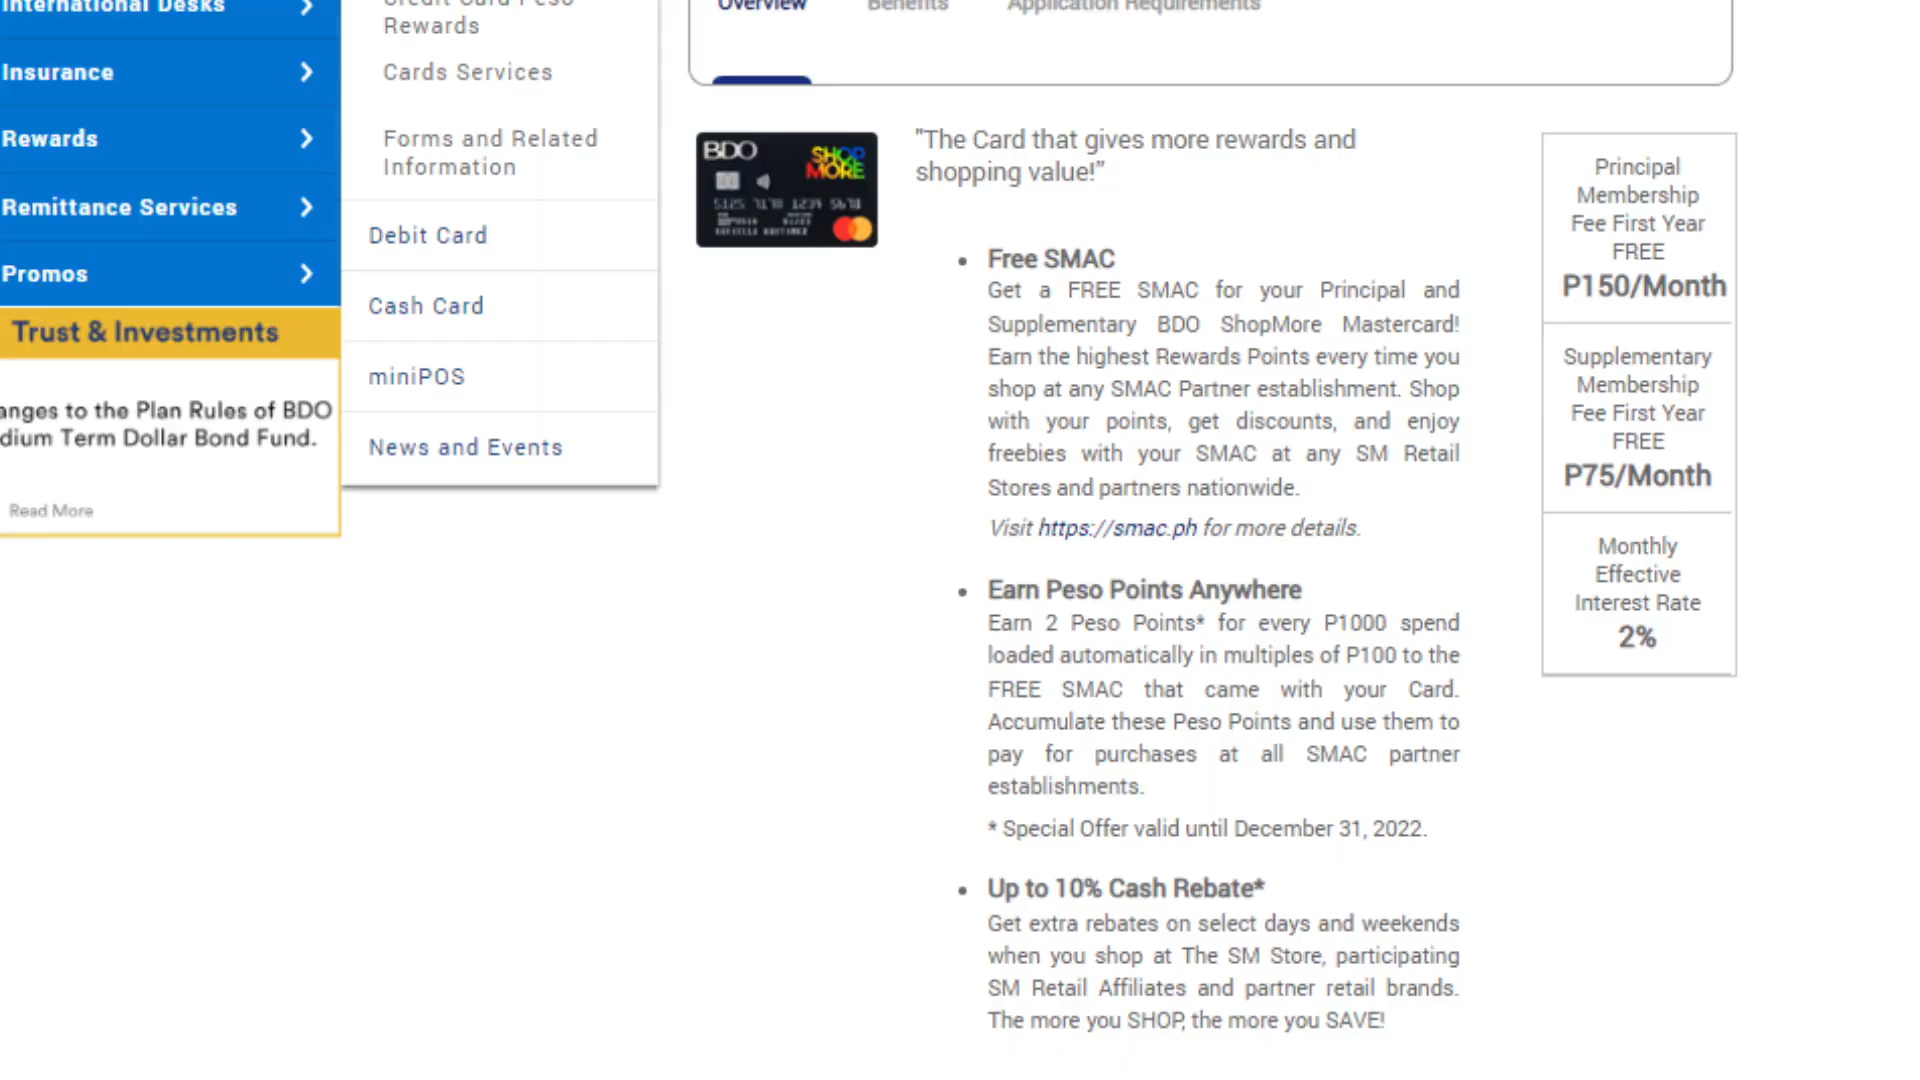 International Desks
Insurance
Rewards
Remittance Services
Promos
Trust & Investments
anges to the Plan Rules of BDO
dium Term Dollar Bond Fund.
Read More
Credit Card Peso
Rewards
Cards Services
Forms and Related
Information
Debit Card
Cash Card
miniPOS
News and Events
Overview
Benefits
Application Requirements
BDO
SHOP
MORE
"The Card that gives more rewards and
shopping value!”
Free SMAC
Get a FREE SMAC for your Principal and
Supplementary BDO ShopMore Mastercard!
Earn the highest Rewards Points every time you
shop at any SMAC Partner establishment. Shop
with your points, get discounts, and enjoy
freebies with your SMAC at any SM Retail
Stores and partners nationwide.
Visit https://smac.ph for more details.
Earn Peso Points Anywhere
Earn 2 Peso Points* for every P1000 spend
loaded automatically in multiples of P100 to the
FREE SMAC that came with your Card.
Accumulate these Peso Points and use them to
pay for purchases at all SMAC partner
establishments.
* Special Offer valid until December 31, 2022.
Up to 10% Cash Rebate*
Get extra rebates on select days and weekends
when you shop at The SM Store, participating
SM Retail Affiliates and partner retail brands.
The more you SHOP, the more you SAVE!
Principal
Membership
Fee First Year
FREE
P150/Month
Supplementary
Membership
Fee First Year
FREE
P75/Month
Monthly
Effective
Interest Rate
2%